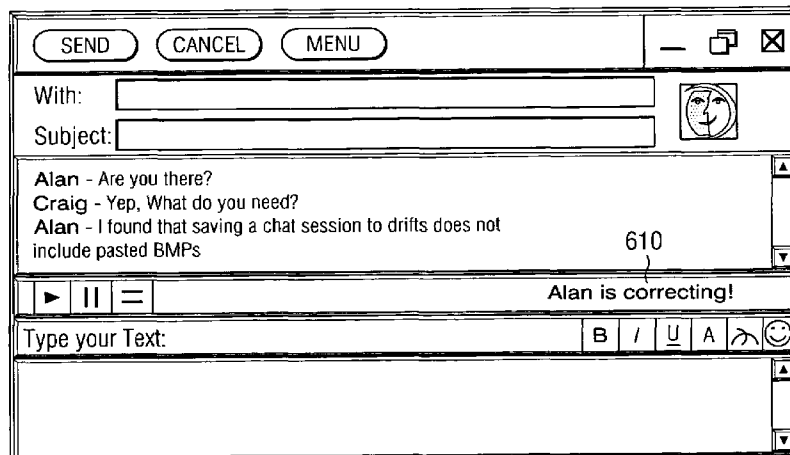 SEND CANCEL MENU
With:
Subject:
Alan - Are you there?
Craig - Yep, What do you need?
Alan - I found that saving a chat session to drifts does not
include pasted BMPs
610
Alan is correcting!
Type your Text:
B I U A